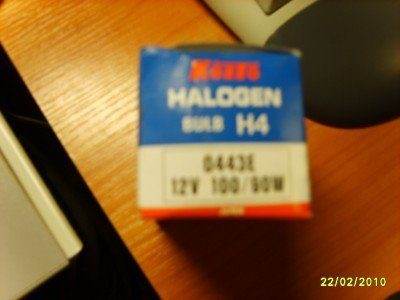 HALOGEN
BULB H4
0443E
12V 100/90W
22/02/2010